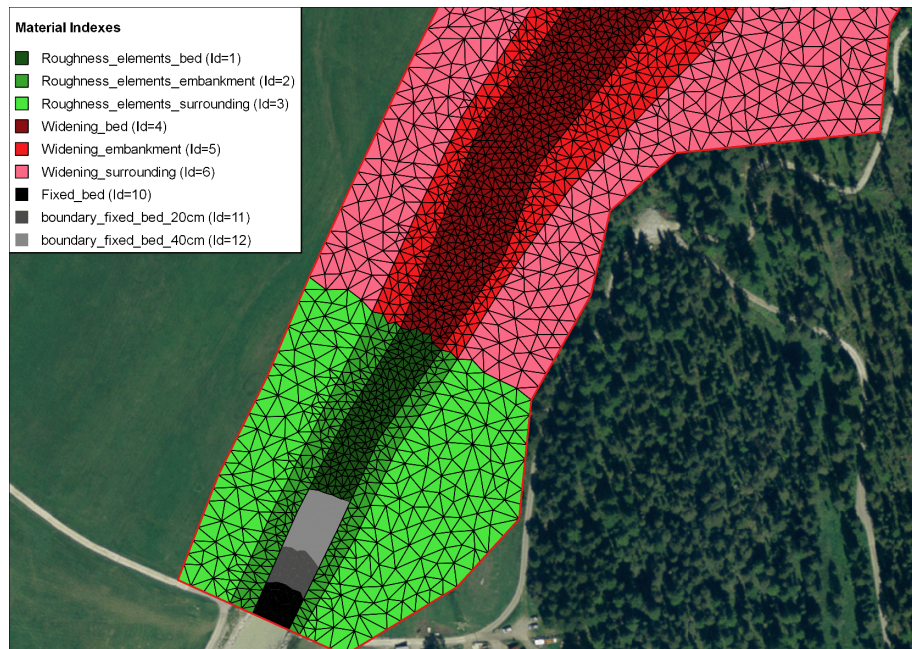 Material Indexes
Roughness_elements_bed (Id=1)
Roughness_elements_embankment (Id=2)
Roughness_elements_surrounding (Id=3)
Widening_bed (Id=4)
Widening_embankment (Id=5)
Widening_surrounding (Id=6)
Fixed_bed (Id=10)
boundary_fixed_bed_20cm (Id=11)
boundary_fixed_bed_40cm (Id=12)